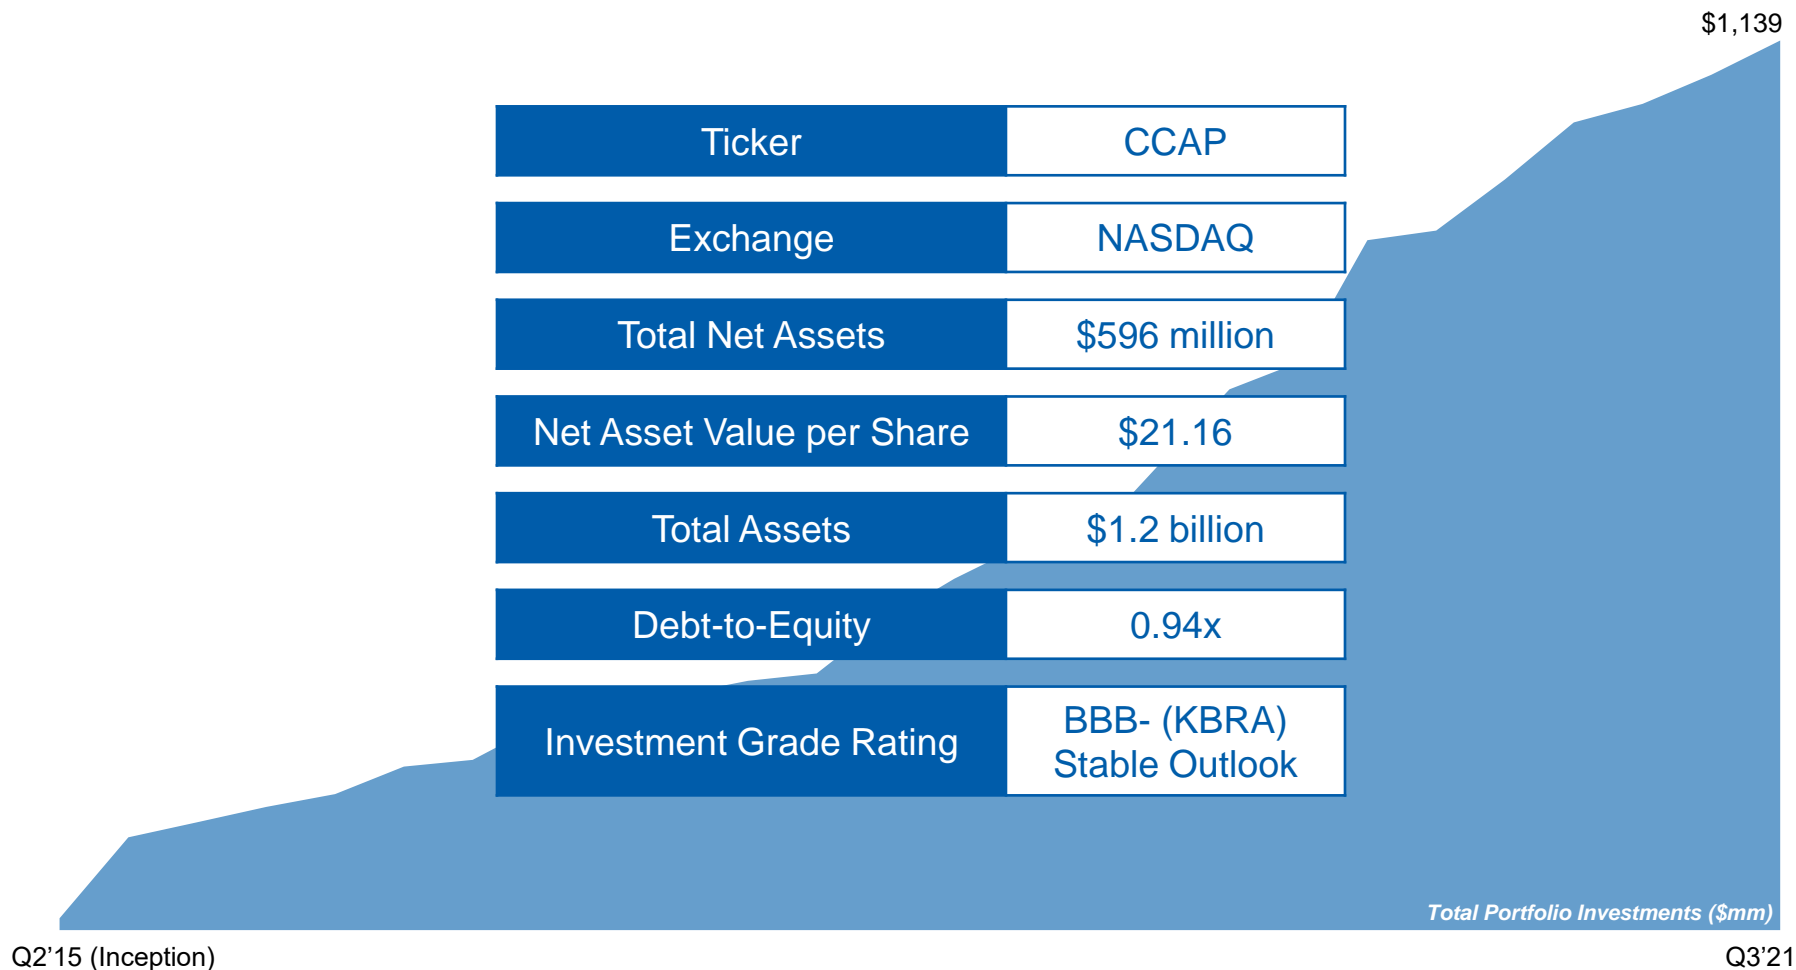 $1,139
Ticker CCAP
Exchange NASDAQ
Total Net Assets $596 million
Net Asset Value per Share $21.16
Total Assets $1.2 billion
Debt-to-Equity 0.94x
Investment Grade Rating BBB- (KBRA)
Stable Outlook
Total Portfolio Investments ($mm)
Q2’15 (Inception) Q3’21